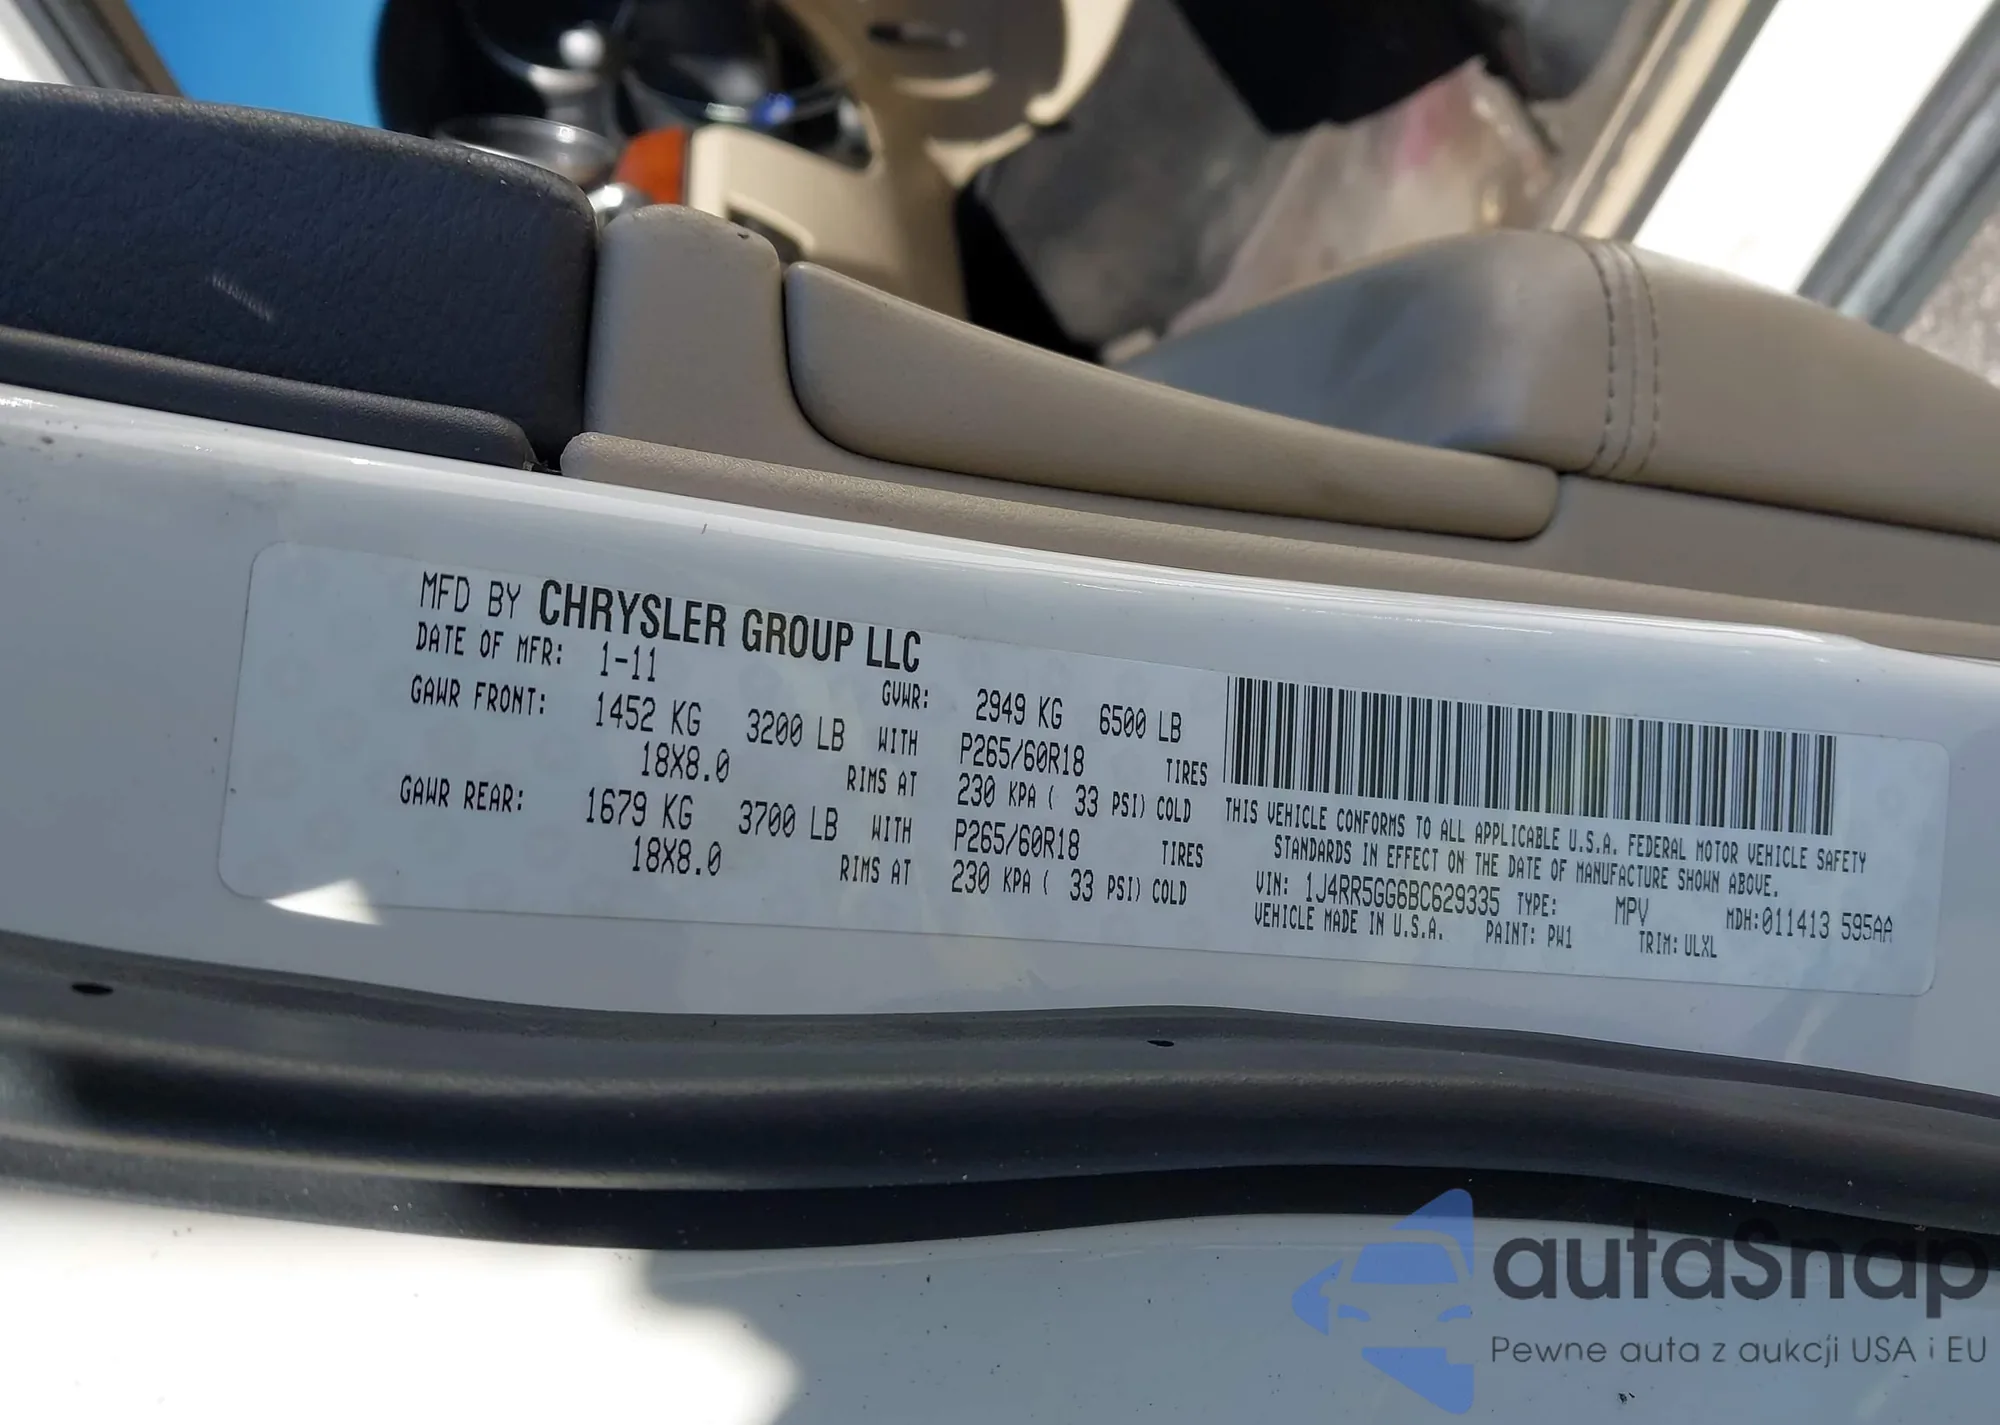 MFD BY CHRYSLER GROUP LLC
DATE OF MFR: 1-11 GVWR: 2949 KG 6500 LB
GAWR FRONT: 1452 KG 3200 LB WITH P265/60R18 TIRES
18X8.0 RIMS AT 230 KPA ( 33 PSI) COLD
GAWR REAR: 1679 KG 3700 LB WITH P265/60R18 TIRES
18X8.0 RIMS AT 230 KPA ( 33 PSI) COLD
THIS VEHICLE CONFORMS TO ALL APPLICABLE U.S.A. FEDERAL MOTOR VEHICLE SAFETY
STANDARDS IN EFFECT ON THE DATE OF MANUFACTURE SHOWN ABOVE.
VIN: 1J4RR5GG6BC629335 TYPE: MPV MDH:011413 595AA
VEHICLE MADE IN U.S.A. PAINT: PW1 TRIM: ULXL
autaSnap
Pewne auta z aukcji USA i EU